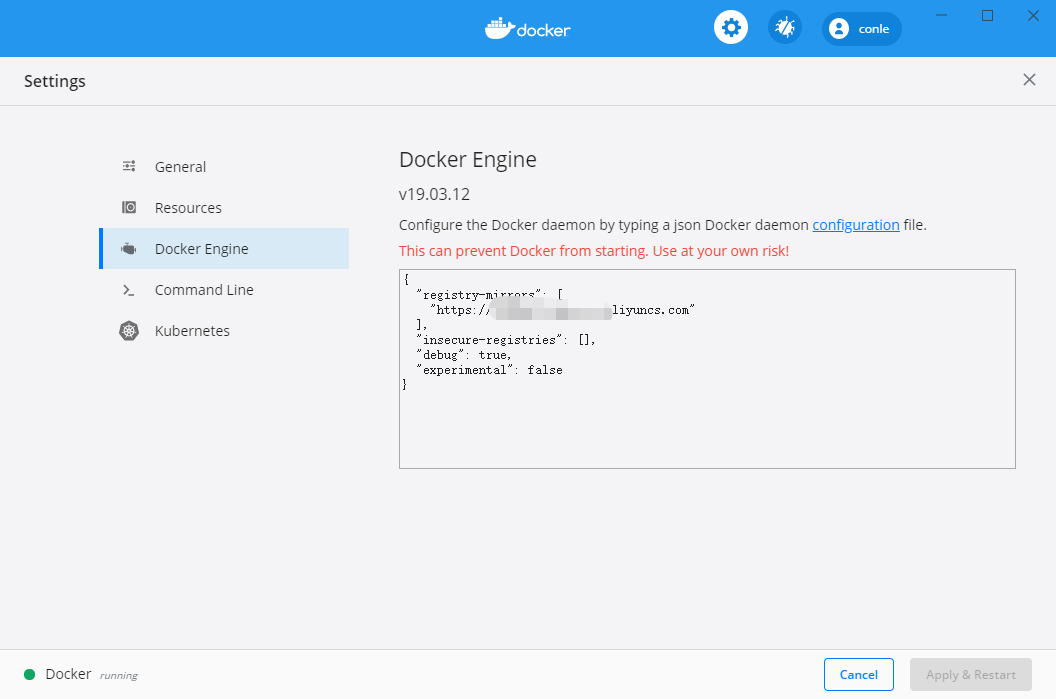 docker
conle
Settings
General
Resources
Docker Engine
Command Line
Kubernetes
Docker Engine
v19.03.12
Configure the Docker daemon by typing a json Docker daemon configuration file.
This can prevent Docker from starting. Use at your own risk!
{
"registry-mirrors": [
"https://liyuncs.com"
],
"insecure-registries": [],
"debug": true,
"experimental": false
}
Docker running
Cancel
Apply & Restart